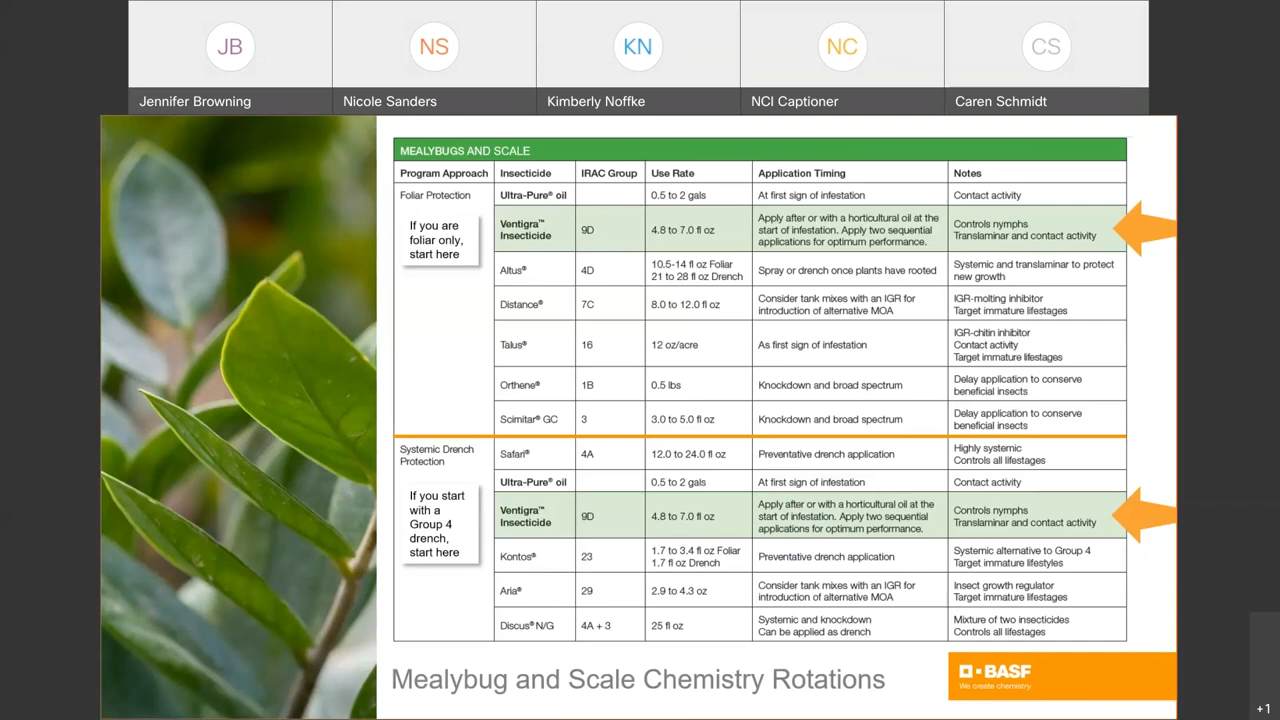 JB
NS
KN
NC
CS
Jennifer Browning
Nicole Sanders
Kimberly Noffke
NCI Captioner
Caren Schmidt
MEALYBUGS AND SCALE
Program Approach Insecticide IRAC Group Use Rate Application Timing Notes
Foliar Protection
If you are
foliar only,
start here
Ultra-Pure® oil 0.5 to 2 gals At first sign of infestation Contact activity
Ventigra™
Insecticide
9D
4.8 to 7.0 fl oz
Apply after or with a horticultural oil at the
start of infestation. Apply two sequential
applications for optimum performance.
Controls nymphs
Translaminar and contact activity
Altus®
4D
10.5-14 fl oz Foliar
21 to 28 fl oz Drench
Spray or drench once plants have rooted
Systemic and translaminar to protect
new growth
Distance®
7C
8.0 to 12.0 fl oz
Consider tank mixes with an IGR for
introduction of alternative MOA
IGR-molting inhibitor
Target immature lifestages
Talus®
16
12 oz/acre
As first sign of infestation
IGR-chitin inhibitor
Contact activity
Target immature lifestages
Orthene®
1B
0.5 lbs
Knockdown and broad spectrum
Delay application to conserve
beneficial insects
Scimitar® GC
3
3.0 to 5.0 fl oz
Knockdown and broad spectrum
Delay application to conserve
beneficial insects
Systemic Drench
Protection
If you start
with a
Group 4
drench,
start here
Safari®
4A
12.0 to 24.0 fl oz
Preventative drench application
Highly systemic
Controls all lifestages
Ultra-Pure® oil 0.5 to 2 gals At first sign of infestation Contact activity
Ventigra™
Insecticide
9D
4.8 to 7.0 fl oz
Apply after or with a horticultural oil at the
start of infestation. Apply two sequential
applications for optimum performance.
Controls nymphs
Translaminar and contact activity
Kontos®
23
1.7 to 3.4 fl oz Foliar
1.7 fl oz Drench
Preventative drench application
Systemic alternative to Group 4
Target immature lifestyles
Aria®
29
2.9 to 4.3 oz
Consider tank mixes with an IGR for
introduction of alternative MOA
Insect growth regulator
Target immature lifestages
Discus® N/G
4A + 3
25 fl oz
Systemic and knockdown
Can be applied as drench
Mixture of two insecticides
Controls all lifestages
Mealybug and Scale Chemistry Rotations
BASF
We create chemistry
+1